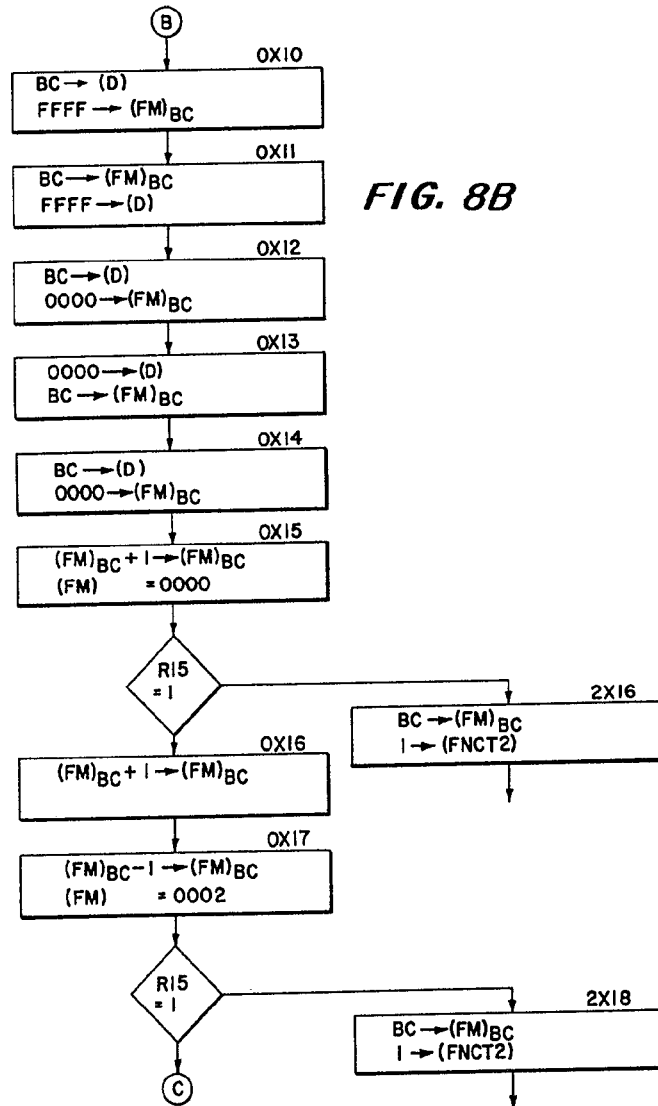 B
0X10
BC → (D)
FFFF → (FM)BC
0X11
BC → (FM)BC
FFFF → (D)
FIG. 8B
0X12
BC → (D)
0000 → (FM)BC
0X13
0000 → (D)
BC → (FM)BC
0X14
BC → (D)
0000 → (FM)BC
0X15
(FM)BC + 1 → (FM)BC
(FM) = 0000
R15
= 1
2X16
BC → (FM)BC
1 → (FNCT2)
0X16
(FM)BC + 1 → (FM)BC
0X17
(FM)BC - 1 → (FM)BC
(FM) = 0002
R15
= 1
2X18
BC → (FM)BC
1 → (FNCT2)
C